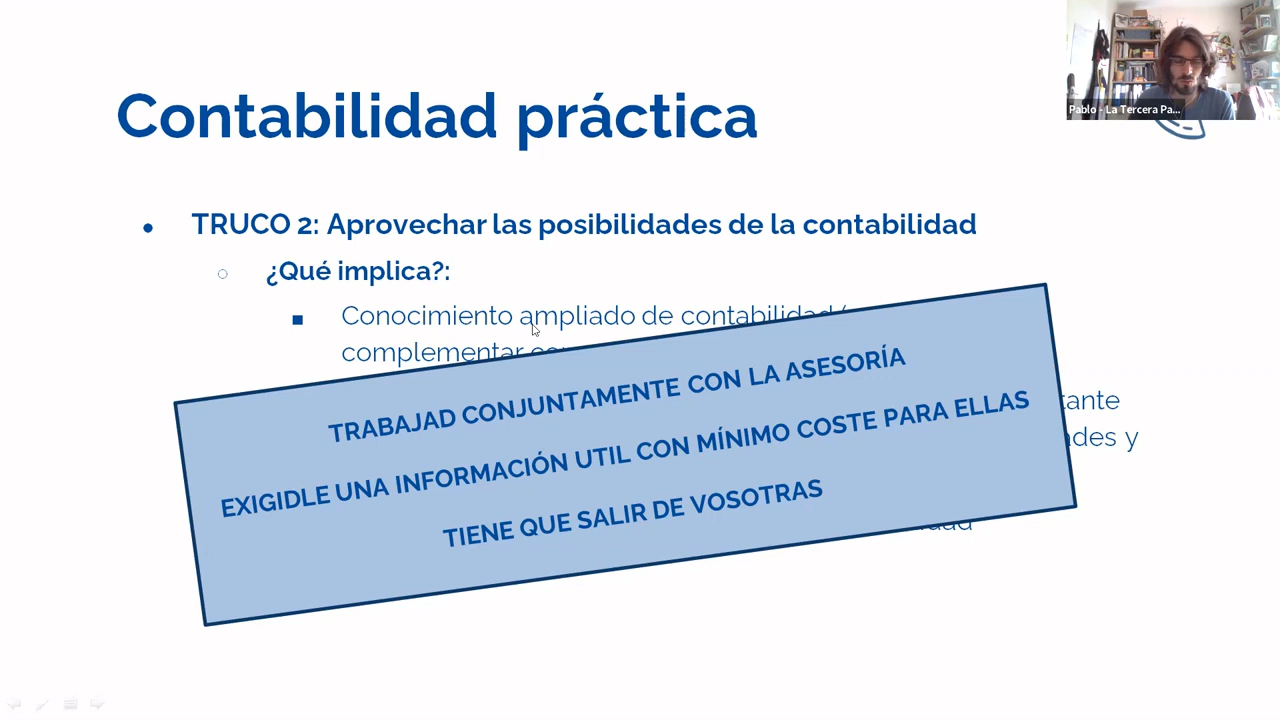 Contabilidad práctica
Pablo - La Tercera Pa...
TRUCO 2: Aprovechar las posibilidades de la contabilidad
¿Qué implica?:
Conocimiento ampliado de contabilidad
complementar
TRABAJAD CONJUNTAMENTE CON LA ASESORÍA
EXIGIDLE UNA INFORMACIÓN UTIL CON MÍNIMO COSTE PARA ELLAS
TIENE QUE SALIR DE VOSOTRAS